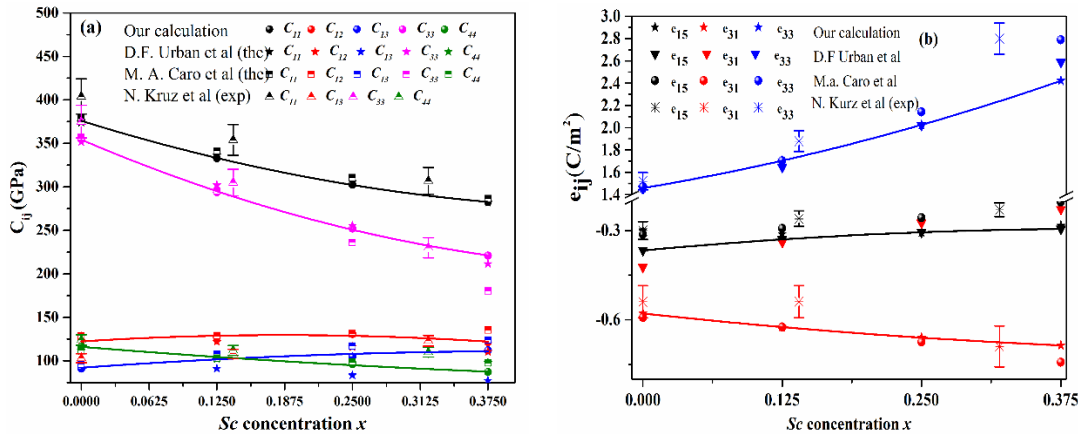 (a)
Our calculation C11 C12 C13 C33 C44
D.F. Urban et al (the) C11 C12 C13 C33 C44
M. A. Caro et al (the) C11 C12 C13 C33 C44
N. Kruz et al (exp) C11 C13 C33 C44
500
450
400
350
300
250
200
150
100
Cij (GPa)
0.0000 0.0625 0.1250 0.1875 0.2500 0.3125 0.3750
Sc concentration x
(b)
e15 e31 e33 Our calculation
e15 e31 e33 D.F Urban et al
e15 e31 e33 M.a. Caro et al
e15 e31 e33 N. Kurz et al (exp)
3.0
2.8
2.6
2.4
2.2
2.0
1.8
1.6
1.4
-0.3
-0.6
eij(C/m²)
0.000 0.125 0.250 0.375
Sc concentration x